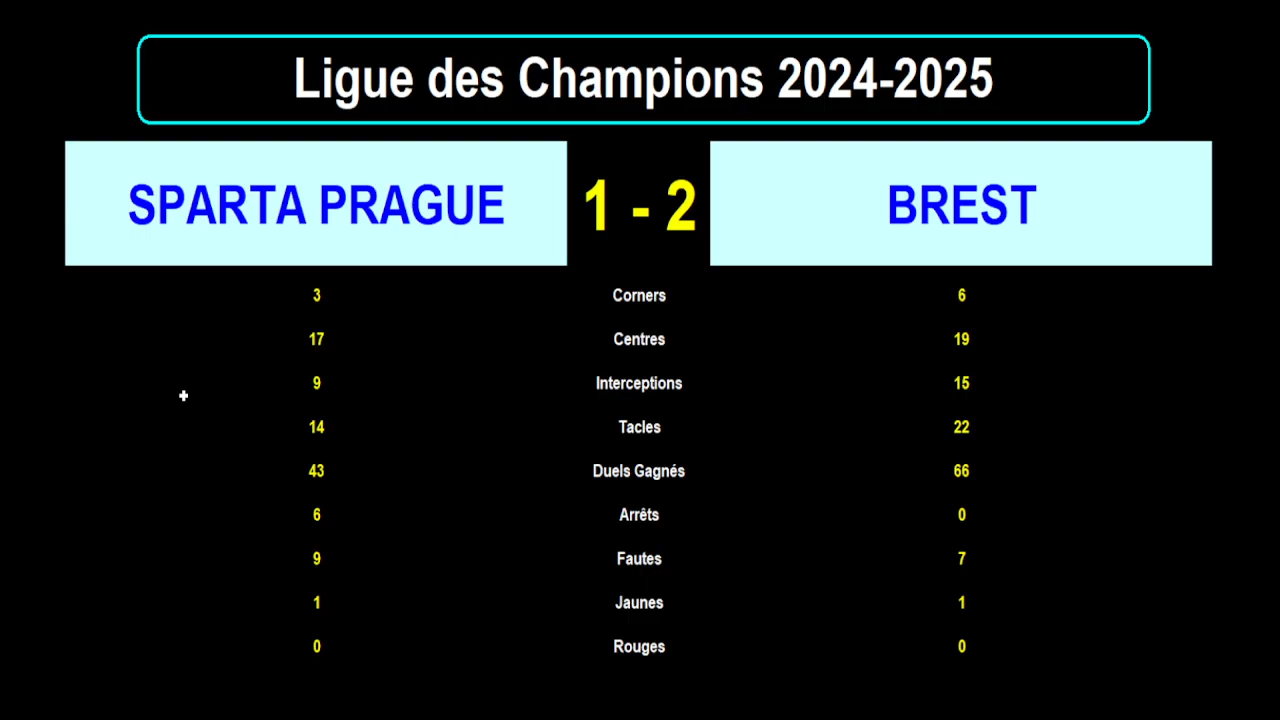 Ligue des Champions 2024-2025
SPARTA PRAGUE 1 - 2 BREST
3 Corners 6
17 Centres 19
9 Interceptions 15
14 Tacles 22
43 Duels Gagnés 66
6 Arrêts 0
9 Fautes 7
1 Jaunes 1
0 Rouges 0